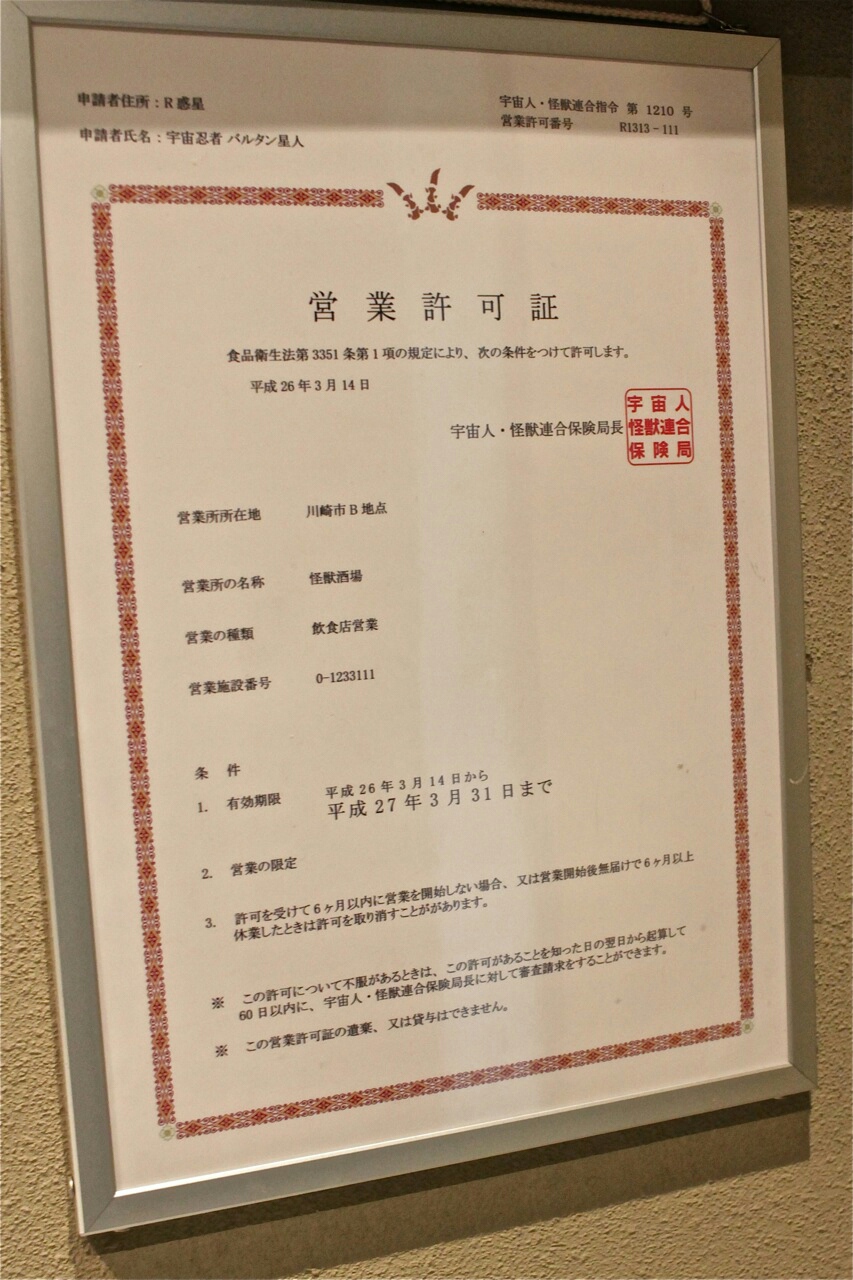 申請者住所：R惑星
申請者氏名：宇宙忍者 バルタン星人
宇宙人・怪獣連合指令 第 1210 号
営業許可番号 R1313－111
営業許可証
食品衛生法第3351条第1項の規定により、次の条件をつけて許可します。
平成26年3月14日
宇宙人・怪獣連合保険局長
宇宙人
怪獣連合
保険局
営業所所在地 川崎市B地点
営業所の名称 怪獣酒場
営業の種類 飲食店営業
営業施設番号 0-1233111
条件
1. 有効期限 平成26年3月14日から
平成27年3月31日まで
2. 営業の限定
3. 許可を受けて6ヶ月以内に営業を開始しない場合、又は営業開始後無届けで6ヶ月以上
休業したときは許可を取り消すことががあります。
※ この許可について不服があるときは、この許可があることを知った日の翌日から起算して
60日以内に、宇宙人・怪獣連合保険局長に対して審査請求をすることができます。
※ この営業許可証の遺棄、又は貸与はできません。